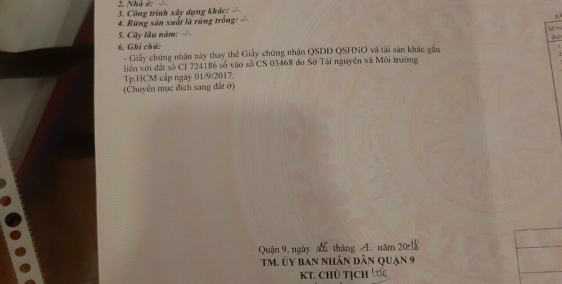 2. Nhà ở: -/-.
3. Công trình xây dựng khác: -/-.
4. Rừng sản xuất là rừng trồng: -/-.
5. Cây lâu năm: -/-.
6. Ghi chú:
- Giấy chứng nhận này thay thế Giấy chứng nhận QSDĐ QSHNO và tài sản khác gắn
liền với đất số CI 724186 số vào sổ CS 03468 do Sở Tài nguyên và Môi trường
Tp.HCM cấp ngày 01/9/2017.
(Chuyển mục đích sang đất ở)
Quận 9, ngày 26 tháng 1 năm 2018
TM. ỦY BAN NHÂN DÂN QUẬN 9
KT. CHỦ TỊCH